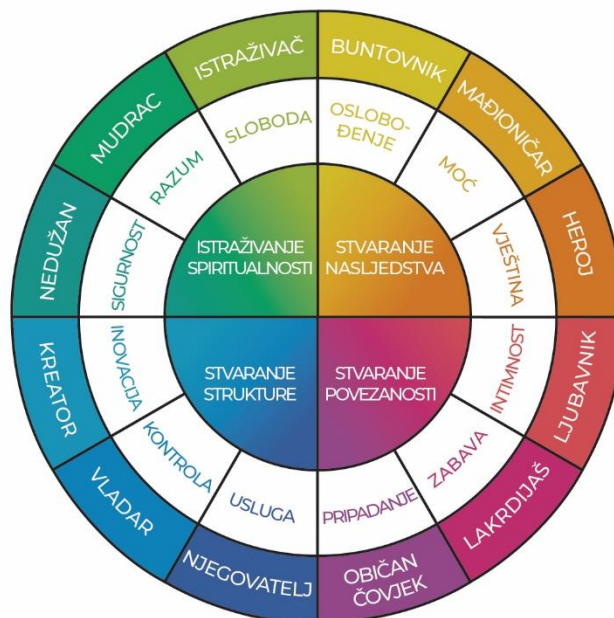 ISTRAŽIVAČ
BUNTOVNIK
MAĐIONIČAR
HEROJ
LJUBAVNIK
LAKRDIJAŠ
OBIČAN
ČOVJEK
NJEGOVATELJ
VLADAR
KREATOR
NEDUŽAN
MUDRAC
SLOBODA
OSLOBO-
ĐENJE
MOĆ
VJEŠTINA
INTIMNOST
ZABAVA
PRIPADANJE
USLUGA
KONTROLA
INOVACIJA
SIGURNOST
RAZUM
ISTRAŽIVANJE
SPIRITUALNOSTI
STVARANJE
NASLJEDSTVA
STVARANJE
STRUKTURE
STVARANJE
POVEZANOSTI